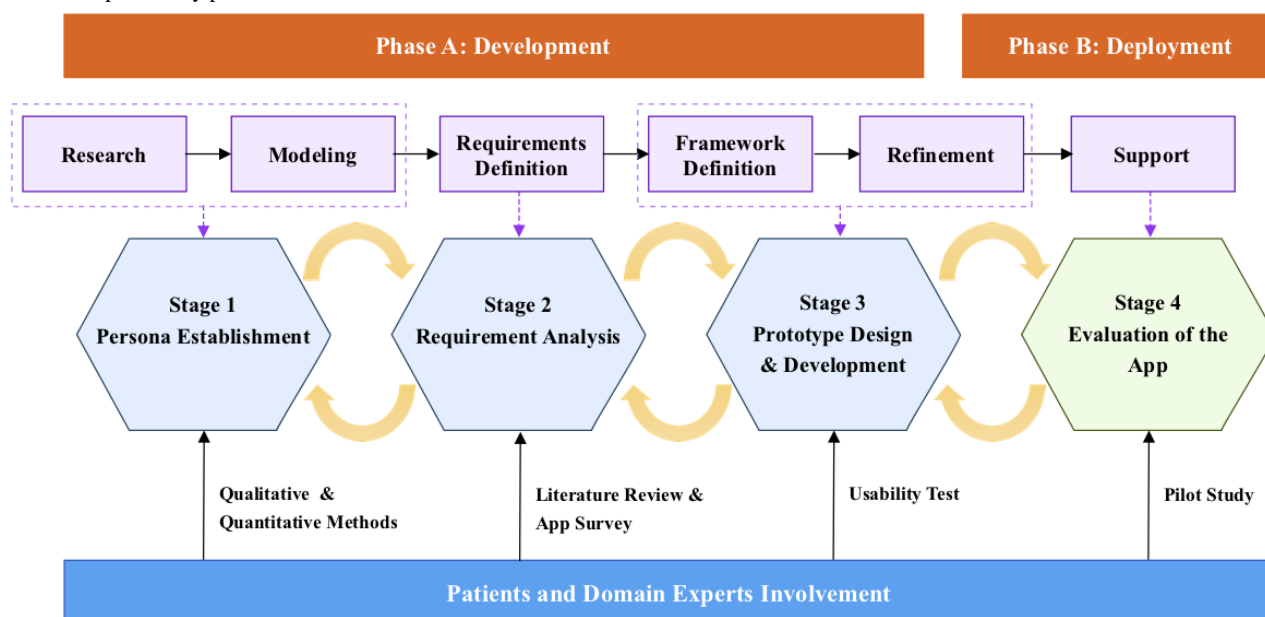 Phase A: Development
Phase B: Deployment
Research
Modeling
Requirements
Definition
Framework
Definition
Refinement
Support
Stage 1
Persona Establishment
Stage 2
Requirement Analysis
Stage 3
Prototype Design
& Development
Stage 4
Evaluation of the
App
Qualitative &
Quantitative Methods
Literature Review &
App Survey
Usability Test
Pilot Study
Patients and Domain Experts Involvement